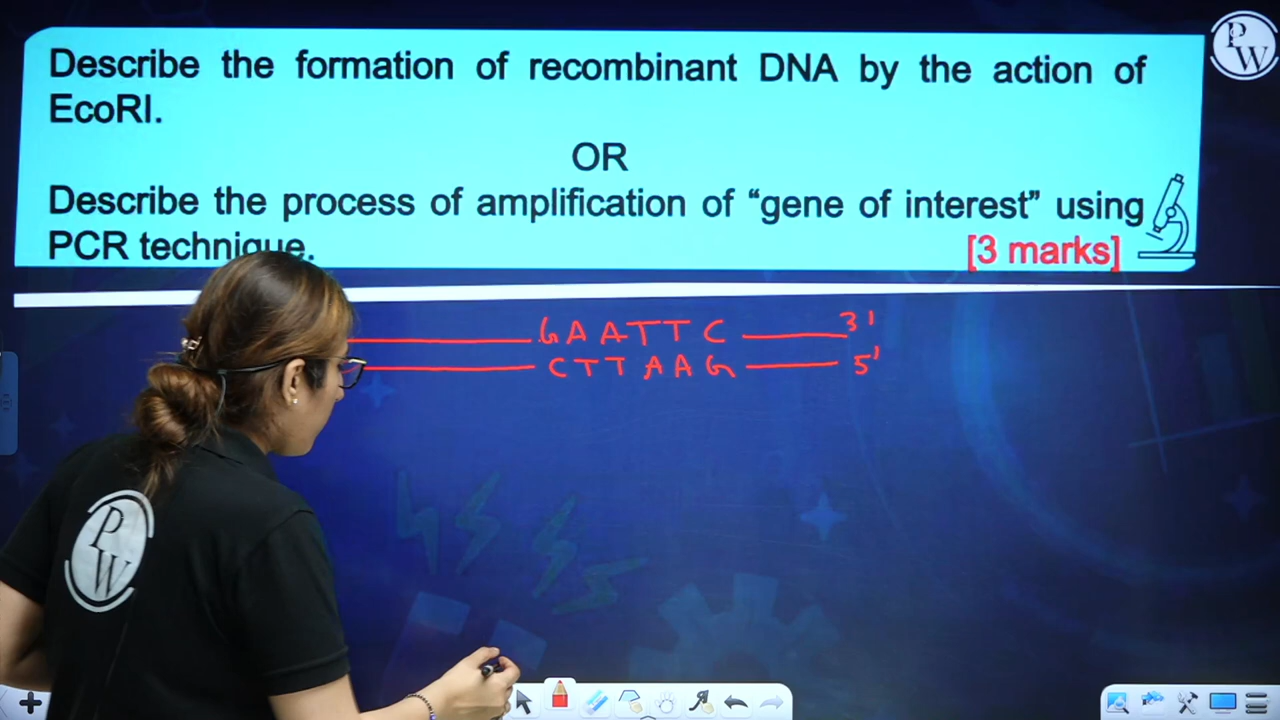 Describe the formation of recombinant DNA by the action of
EcoRI.
OR
Describe the process of amplification of “gene of interest” using
PCR technique.
[3 marks]
P
W
GAATTC 3'
CTTAAG 5'
P
W